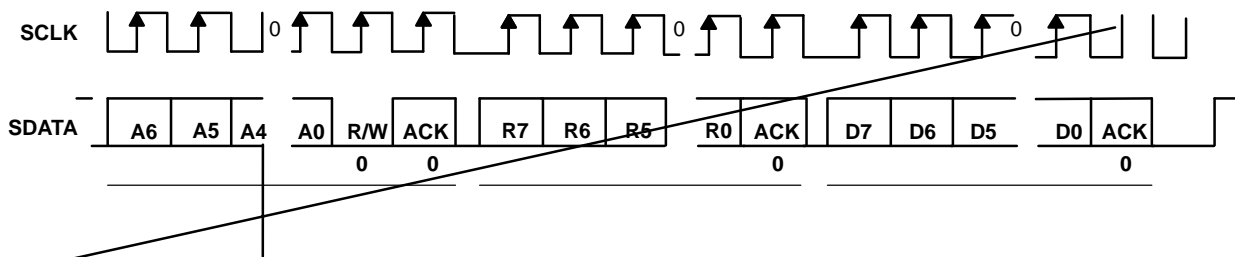 SCLK 0 0 0
SDATA A6 A5 A4 A0 R/W ACK R7 R6 R5 R0 ACK D7 D6 D5 D0 ACK
0 0 0 0